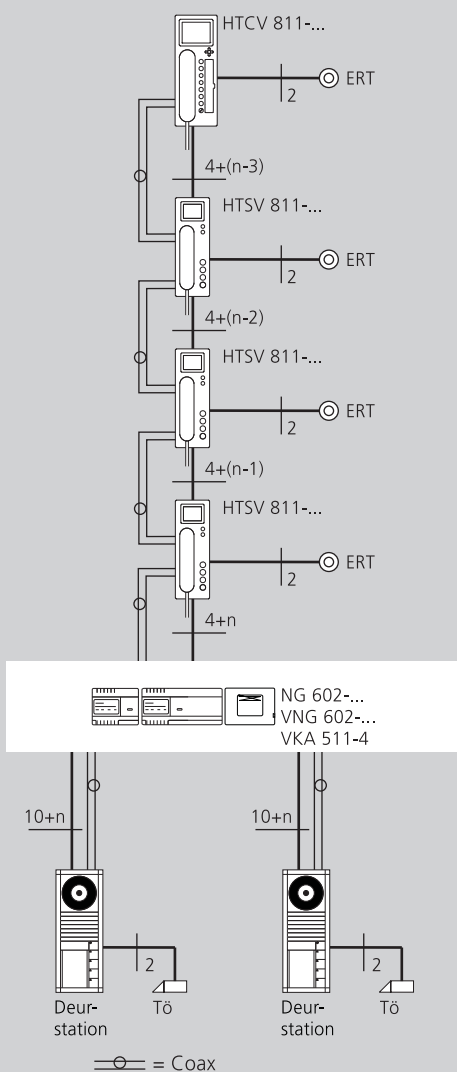 HTCV 811-...
ERT
2
4+(n-3)
HTSV 811-...
ERT
2
4+(n-2)
HTSV 811-...
ERT
2
4+(n-1)
HTSV 811-...
ERT
2
4+n
NG 602-...
VNG 602-...
VKA 511-4
10+n
10+n
2
2
Deur-
station
Tö
Deur-
station
Tö
= Coax